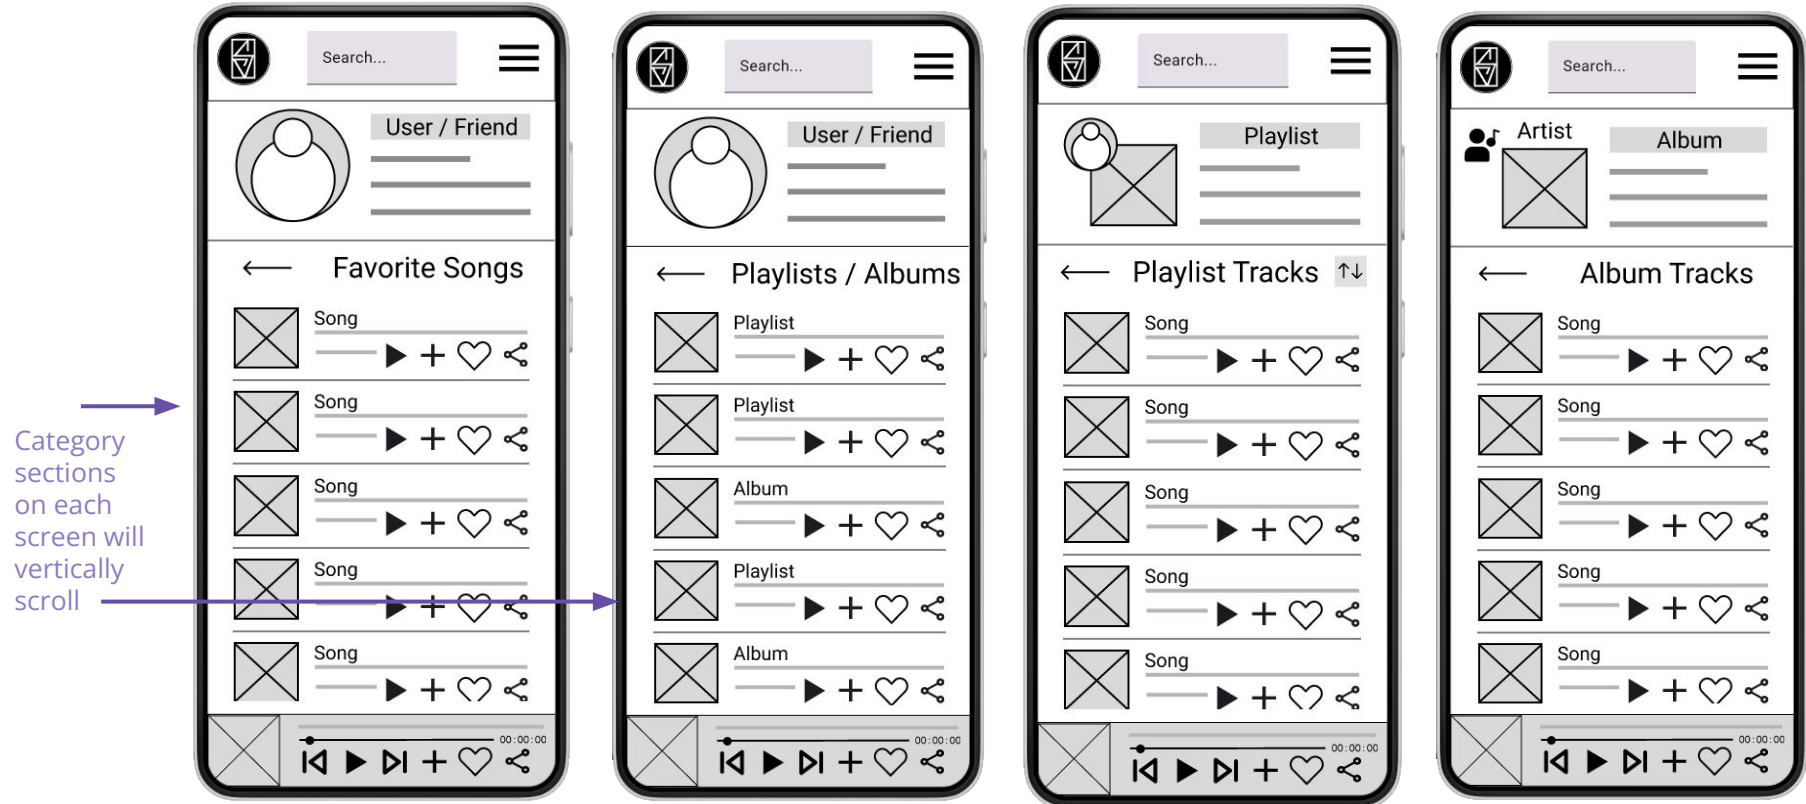 Category
sections
on each
screen will
vertically
scroll
Search...
User / Friend
Favorite Songs
Song
Song
Song
Song
Song
00:00:00
Search...
User / Friend
Playlists / Albums
Playlist
Playlist
Album
Playlist
Album
00:00:00
Search...
Playlist
Playlist Tracks
Song
Song
Song
Song
Song
00:00:00
Search...
Artist
Album
Album Tracks
Song
Song
Song
Song
Song
00:00:00